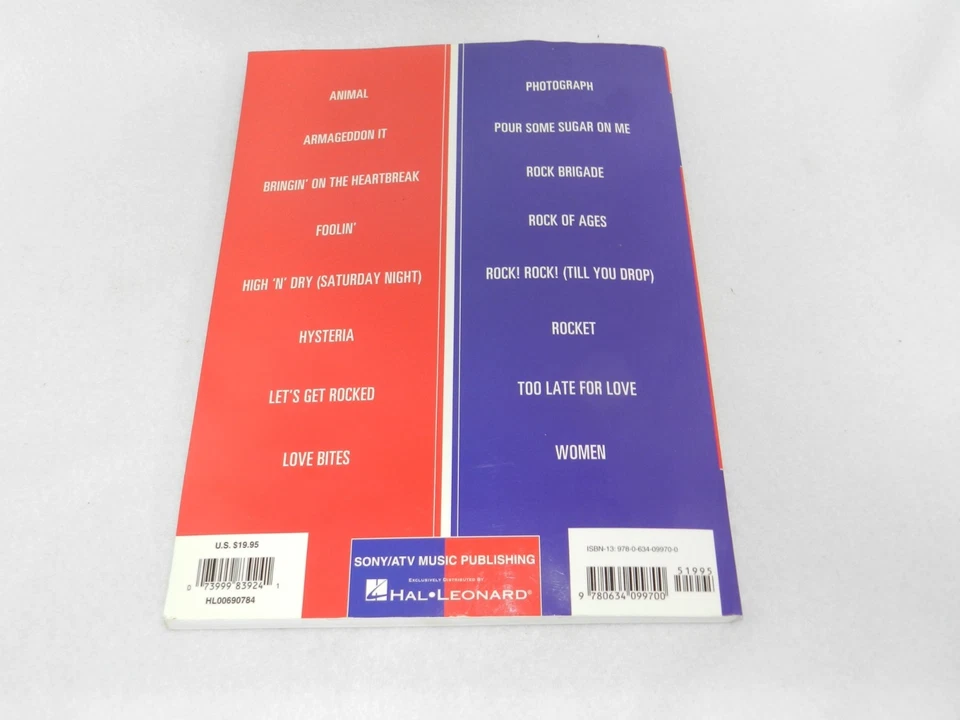 ANIMAL
ARMAGEDDON IT
BRINGIN' ON THE HEARTBREAK
FOOLIN'
HIGH 'N' DRY (SATURDAY NIGHT)
HYSTERIA
LET'S GET ROCKED
LOVE BITES
PHOTOGRAPH
POUR SOME SUGAR ON ME
ROCK BRIGADE
ROCK OF AGES
ROCK! ROCK! (TILL YOU DROP)
ROCKET
TOO LATE FOR LOVE
WOMEN
U.S. $19.95
0 73999 83924 1
HL00690784
SONY/ATV MUSIC PUBLISHING
EXCLUSIVELY DISTRIBUTED BY
HAL•LEONARD®
ISBN-13: 978-0-634-09970-0
51995
9 780634 099700